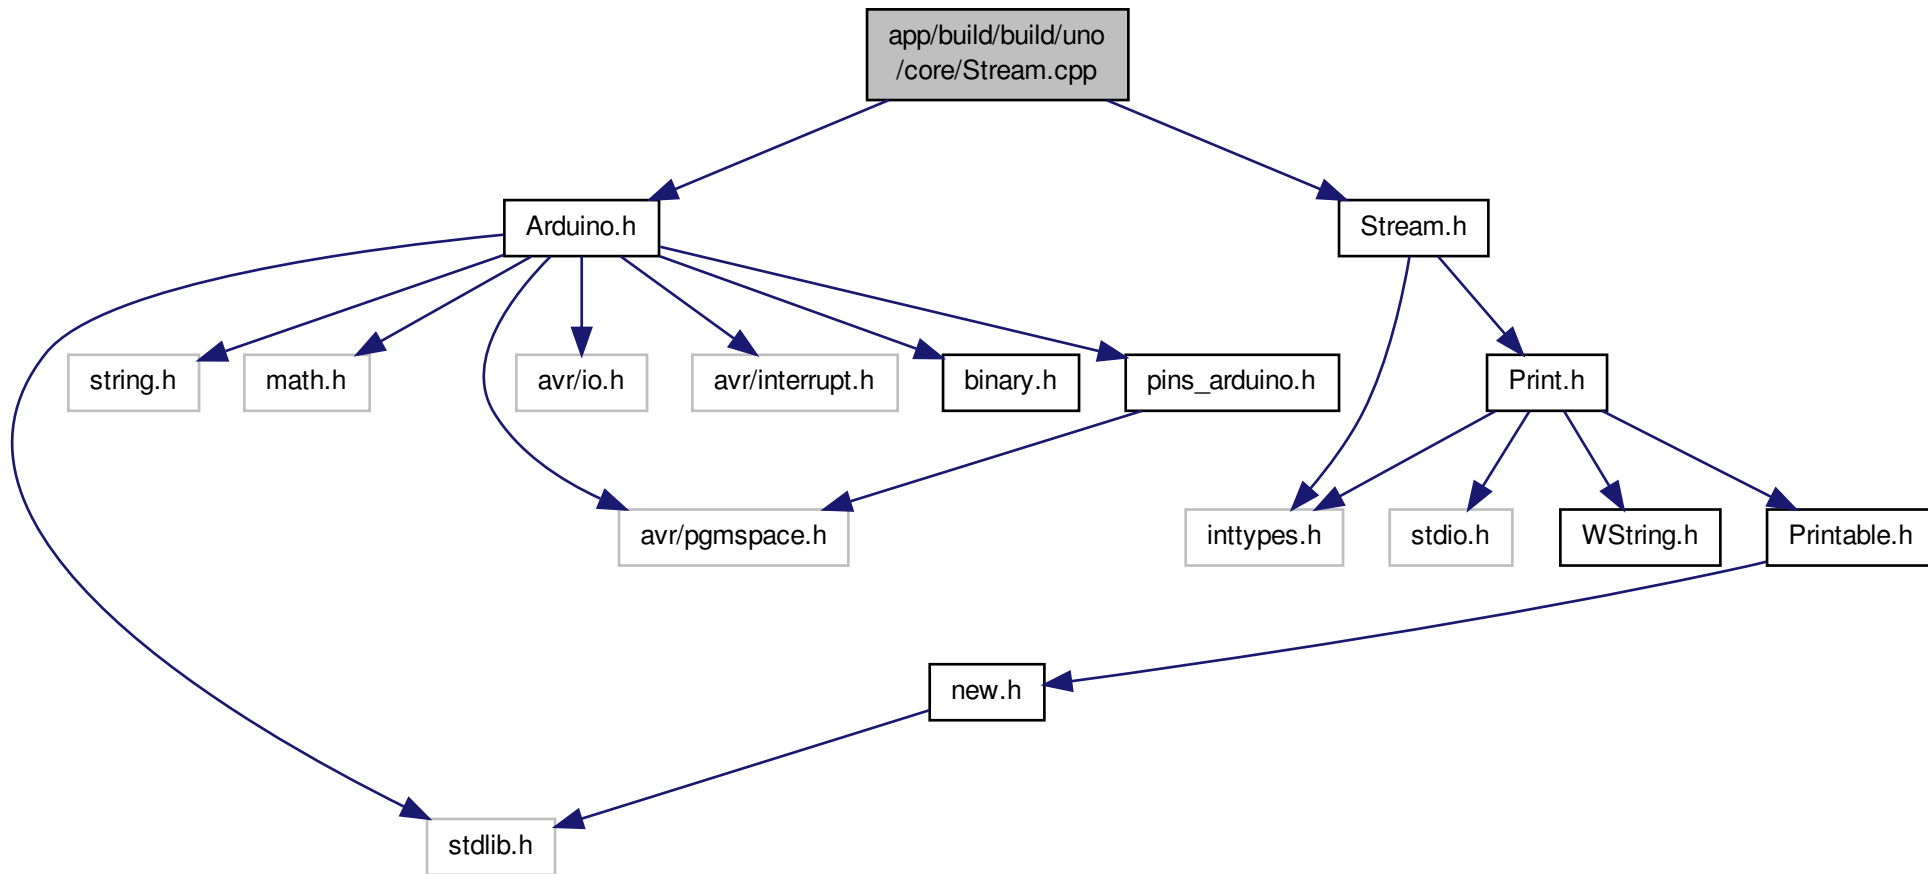 app/build/build/uno
/core/Stream.cpp
Arduino.h
Stream.h
string.h
math.h
avr/io.h
avr/interrupt.h
binary.h
pins_arduino.h
Print.h
avr/pgmspace.h
inttypes.h
stdio.h
WString.h
Printable.h
new.h
stdlib.h